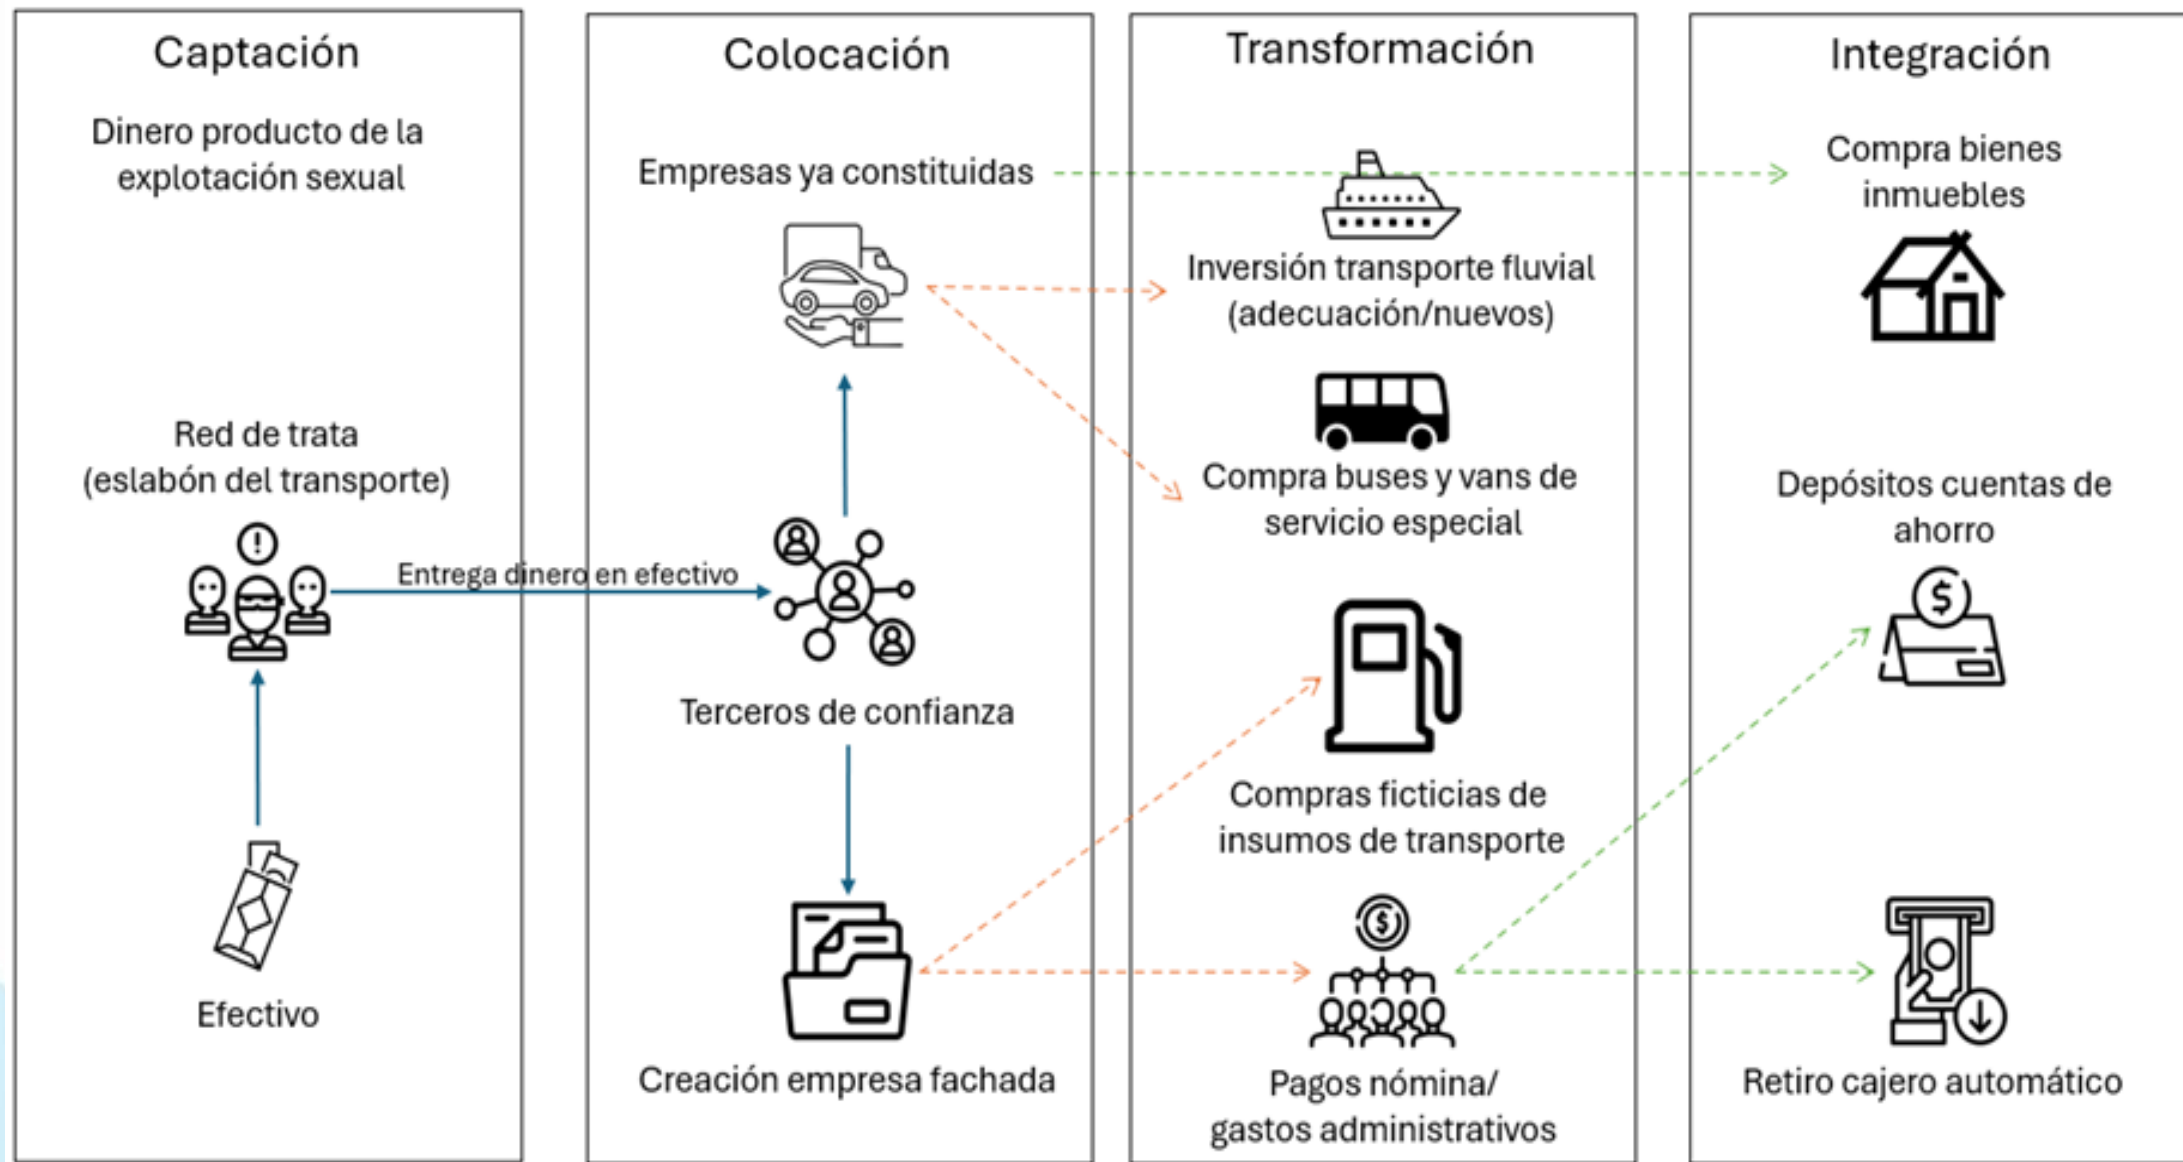 Captación
Dinero producto de la
explotación sexual
Red de trata
(eslabón del transporte)
Entrega dinero en efectivo
Efectivo
Colocación
Empresas ya constituidas
Terceros de confianza
Creación empresa fachada
Transformación
Inversión transporte fluvial
(adecuación/nuevos)
Compra buses y vans de
servicio especial
Compras ficticias de
insumos de transporte
$
Pagos nómina/
gastos administrativos
Integración
Compra bienes
inmuebles
Depósitos cuentas de
ahorro
$
Retiro cajero automático